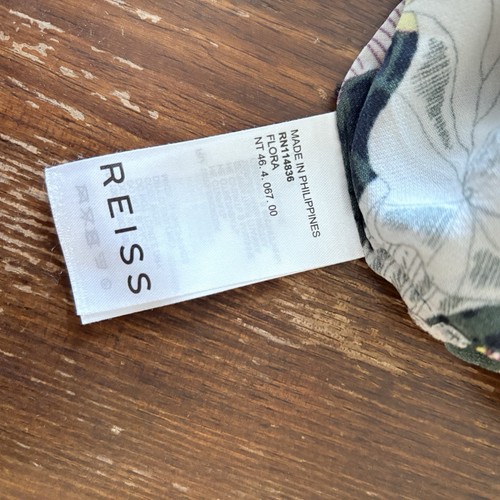 MADE IN PHILIPPINES
RN114836
FLORA
NT 46. 4. 067. 00
REISS